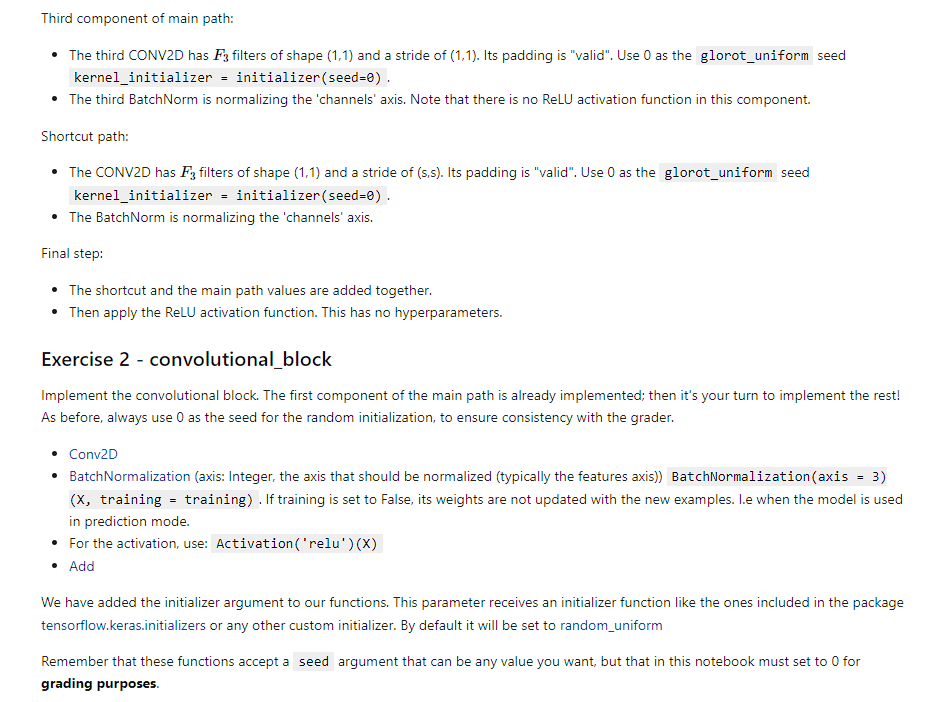 Third component of main path:
• The third CONV2D has F3 filters of shape (1,1) and a stride of (1,1). Its padding is "valid". Use 0 as the glorot_uniform seed
kernel_initializer = initializer(seed=0) .
• The third BatchNorm is normalizing the 'channels' axis. Note that there is no ReLU activation function in this component.
Shortcut path:
• The CONV2D has F3 filters of shape (1,1) and a stride of (s,s). Its padding is "valid". Use 0 as the glorot_uniform seed
kernel_initializer = initializer(seed=0) .
• The BatchNorm is normalizing the 'channels' axis.
Final step:
• The shortcut and the main path values are added together.
• Then apply the ReLU activation function. This has no hyperparameters.
Exercise 2 - convolutional_block
Implement the convolutional block. The first component of the main path is already implemented; then it's your turn to implement the rest!
As before, always use 0 as the seed for the random initialization, to ensure consistency with the grader.
• Conv2D
• BatchNormalization (axis: Integer, the axis that should be normalized (typically the features axis)) BatchNormalization(axis = 3)
(X, training = training) . If training is set to False, its weights are not updated with the new examples. I.e when the model is used
in prediction mode.
• For the activation, use: Activation('relu')(X)
• Add
We have added the initializer argument to our functions. This parameter receives an initializer function like the ones included in the package
tensorflow.keras.initializers or any other custom initializer. By default it will be set to random_uniform
Remember that these functions accept a seed argument that can be any value you want, but that in this notebook must set to 0 for
grading purposes.